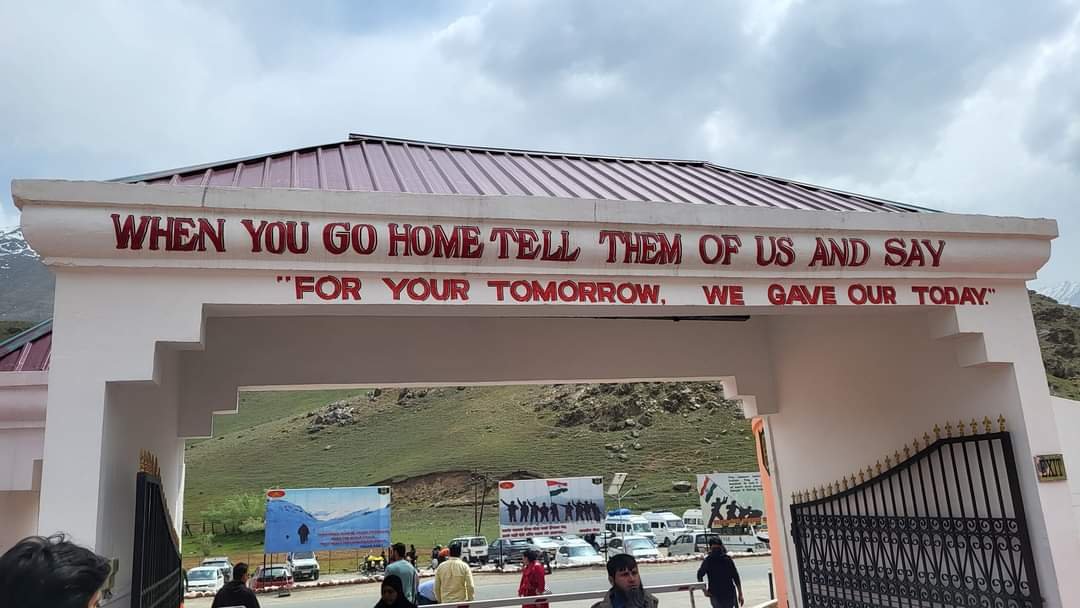 WHEN YOU GO HOME TELL THEM OF US AND SAY
"FOR YOUR TOMORROW, WE GAVE OUR TODAY."